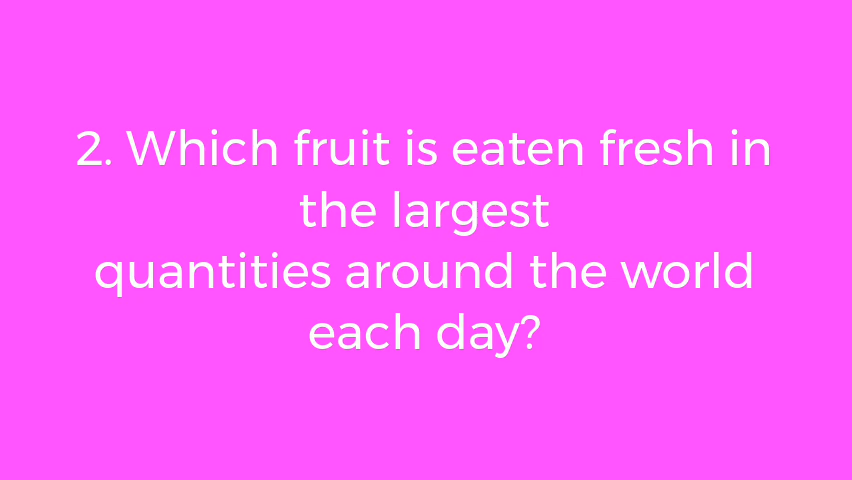 2. Which fruit is eaten fresh in
the largest
quantities around the world
each day?